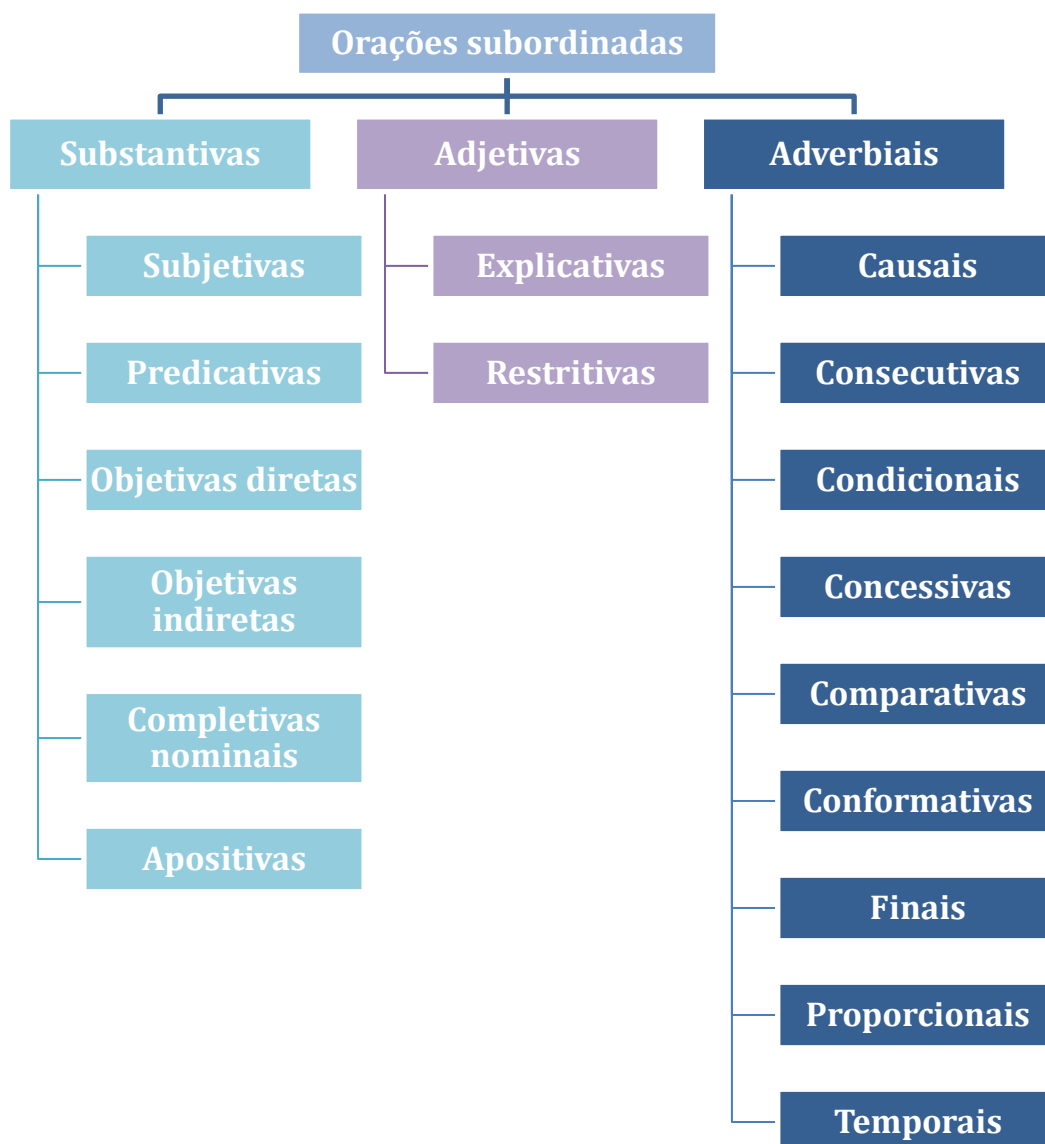 Orações subordinadas
Substantivas
Subjetivas
Predicativas
Objetivas diretas
Objetivas
indiretas
Completivas
nominais
Apositivas
Adjetivas
Explicativas
Restritivas
Adverbiais
Causais
Consecutivas
Condicionais
Concessivas
Comparativas
Conformativas
Finais
Proporcionais
Temporais